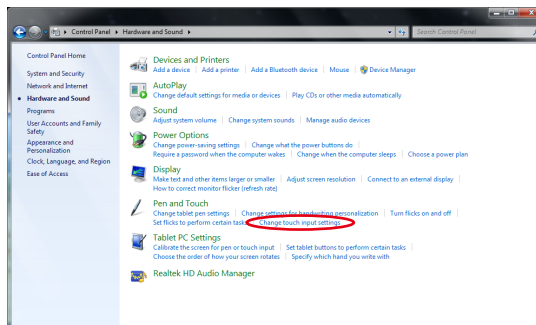 Control Panel ▸ Hardware and Sound ▸
Search Control Panel
Control Panel Home
System and Security
Network and Internet
Hardware and Sound
Programs
User Accounts and Family
Safety
Appearance and
Personalization
Clock, Language, and Region
Ease of Access
Devices and Printers
Add a device | Add a printer | Add a Bluetooth device | Mouse | Device Manager
AutoPlay
Change default settings for media or devices | Play CDs or other media automatically
Sound
Adjust system volume | Change system sounds | Manage audio devices
Power Options
Change power-saving settings | Change what the power buttons do |
Require a password when the computer wakes | Change when the computer sleeps | Choose a power plan
Display
Make text and other items larger or smaller | Adjust screen resolution | Connect to an external display |
How to correct monitor flicker (refresh rate)
Pen and Touch
Change tablet pen settings | Change settings for handwriting personalization | Turn flicks on and off |
Set flicks to perform certain tasks | Change touch input settings
Tablet PC Settings
Calibrate the screen for pen or touch input | Set tablet buttons to perform certain tasks |
Choose the order of how your screen rotates | Specify which hand you write with
Realtek HD Audio Manager